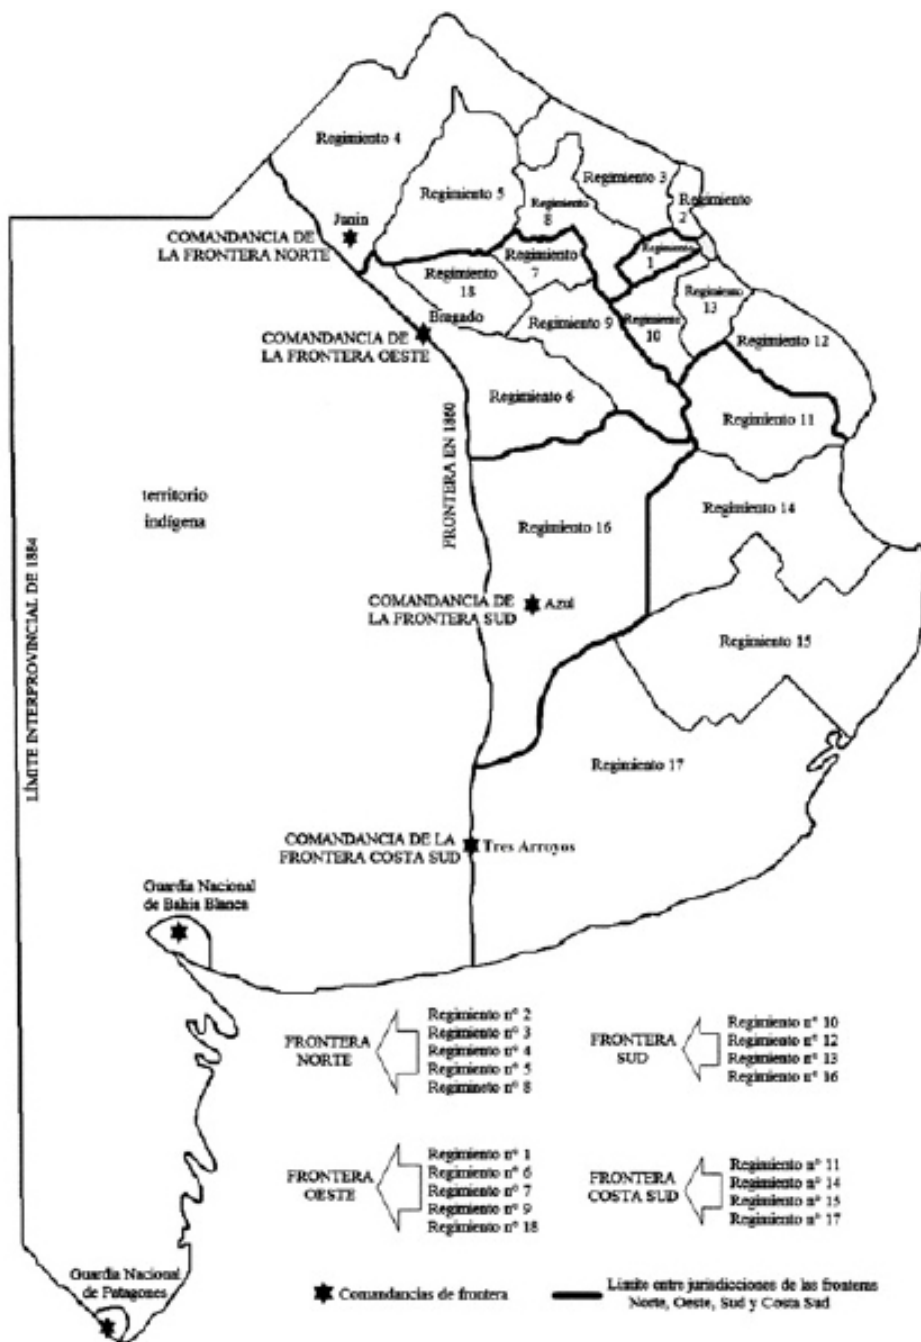 Regimiento 4
Regimiento 5
Regimiento 3
Regimiento
2
Regimiento
8
Regimiento
1
Junín
COMANDANCIA DE
LA FRONTERA NORTE
Regimiento
7
Regimiento
18
Regimiento
13
Bragado
Regimiento 9
Regimiento
10
Regimiento 12
COMANDANCIA DE
LA FRONTERA OESTE
Regimiento 6
Regimiento 11
FRONTERA EN 1860
territorio
indígena
Regimiento 14
Regimiento 16
LÍMITE INTERPROVINCIAL DE 1884
COMANDANCIA DE
LA FRONTERA SUD
Azul
Regimiento 15
Regimiento 17
COMANDANCIA DE LA
FRONTERA COSTA SUD
Tres Arroyos
Guardia Nacional
de Bahía Blanca
FRONTERA
NORTE
Regimiento nº 2
Regimiento nº 3
Regimiento nº 4
Regimiento nº 5
Regimineto nº 8
FRONTERA
SUD
Regimiento nº 10
Regimiento nº 12
Regimiento nº 13
Regimiento nº 16
FRONTERA
OESTE
Regimiento nº 1
Regimiento nº 6
Regimiento nº 7
Regimiento nº 9
Regimiento nº 18
FRONTERA
COSTA SUD
Regimiento nº 11
Regimiento nº 14
Regimiento nº 15
Regimiento nº 17
Guardia Nacional
de Patagones
Comandancias de frontera
Límite entre jurisdicciones de las fronteras
Norte, Oeste, Sud y Costa Sud